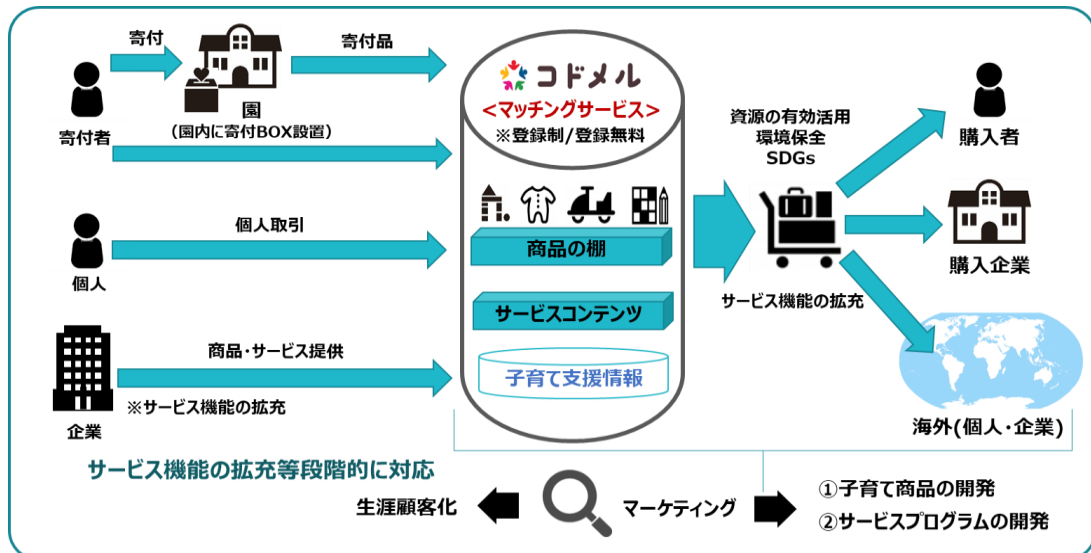 寄付
寄付品
寄付者
園
(園内に寄付BOX設置)
コドメル
<マッチングサービス>
※登録制/登録無料
個人取引
個人
商品の棚
サービスコンテンツ
子育て支援情報
商品・サービス提供
※サービス機能の拡充
企業
資源の有効活用
環境保全
SDGs
サービス機能の拡充
購入者
購入企業
海外(個人・企業)
サービス機能の拡充等段階的に対応
生涯顧客化
マーケティング
①子育て商品の開発
②サービスプログラムの開発